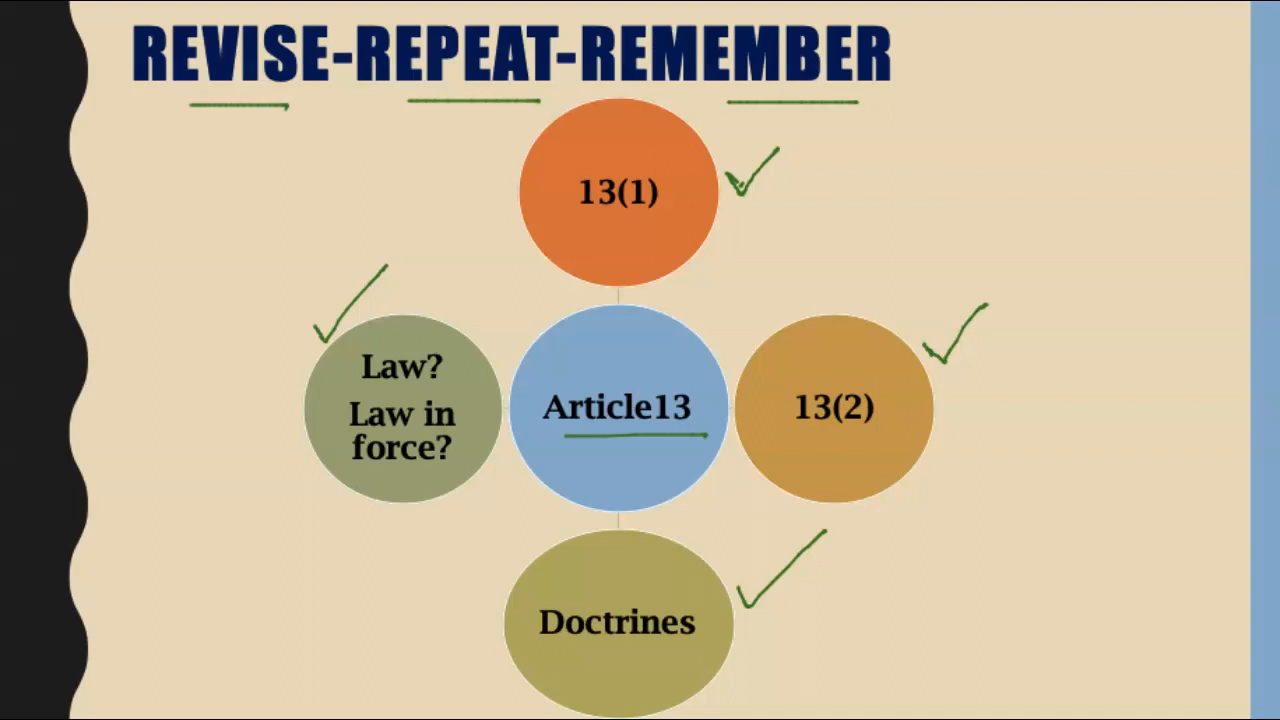 REVISE-REPEAT-REMEMBER
13(1)
Law?
Law in
force?
Article13
13(2)
Doctrines